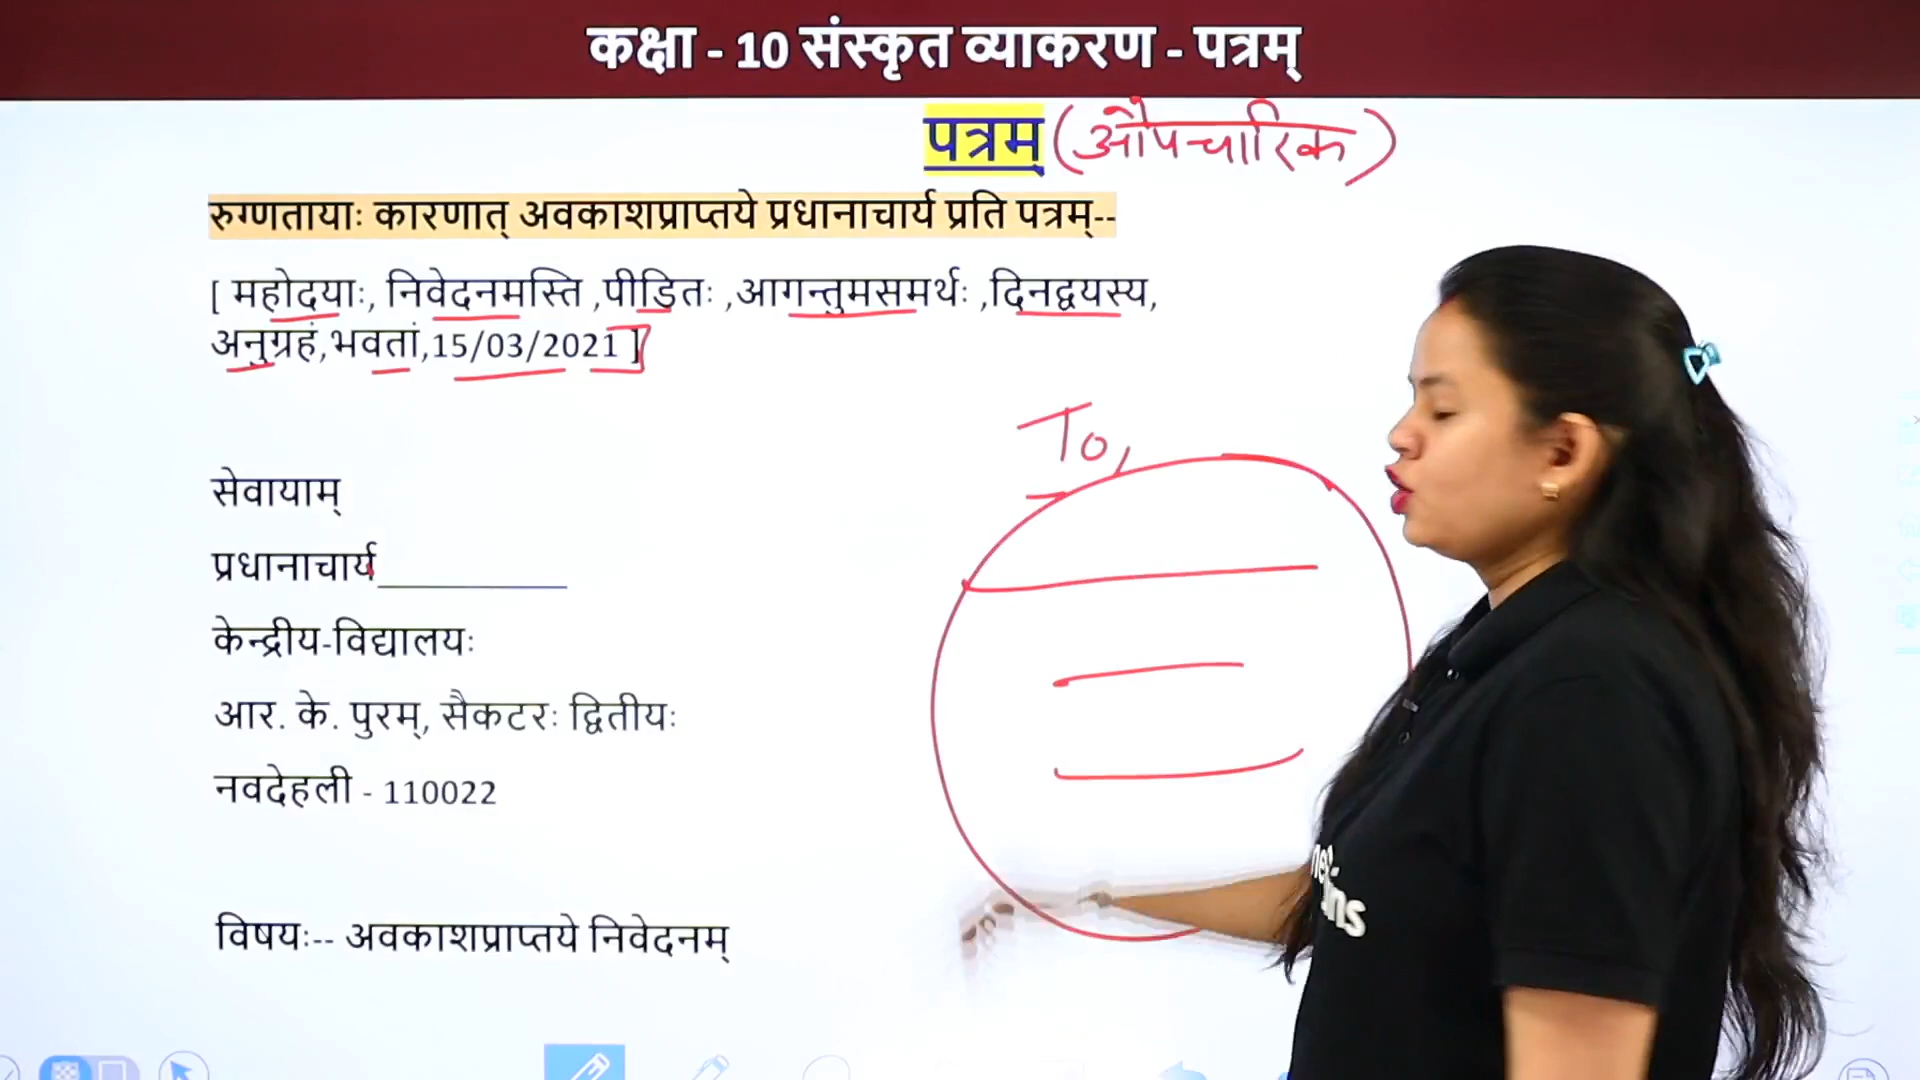 कक्षा - 10 संस्कृत व्याकरण - पत्रम्
पत्रम् (औपचारिक)
रुग्णतायाः कारणात् अवकाशप्राप्तये प्रधानाचार्य प्रति पत्रम्--
[ महोदयाः, निवेदनमस्ति ,पीडितः ,आगन्तुमसमर्थः ,दिनद्वयस्य,
अनुग्रहं,भवतां,15/03/2021 ]
To,
सेवायाम्
प्रधानाचार्य__________
केन्द्रीय-विद्यालयः
आर. के. पुरम्, सैकटरः द्वितीयः
नवदेहली - 110022
विषयः-- अवकाशप्राप्तये निवेदनम्